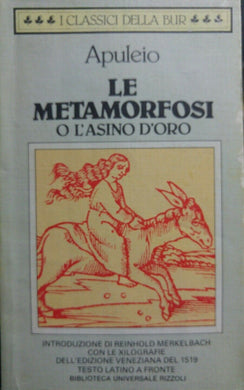 I CLASSICI DELLA BUR
Apuleio
LE
METAMORFOSI
O L'ASINO D'ORO
INTRODUZIONE DI REINHOLD MERKELBACH
CON LE XILOGRAFIE
DELL'EDIZIONE VENEZIANA DEL 1519
TESTO LATINO A FRONTE
BIBLIOTECA UNIVERSALE RIZZOLI